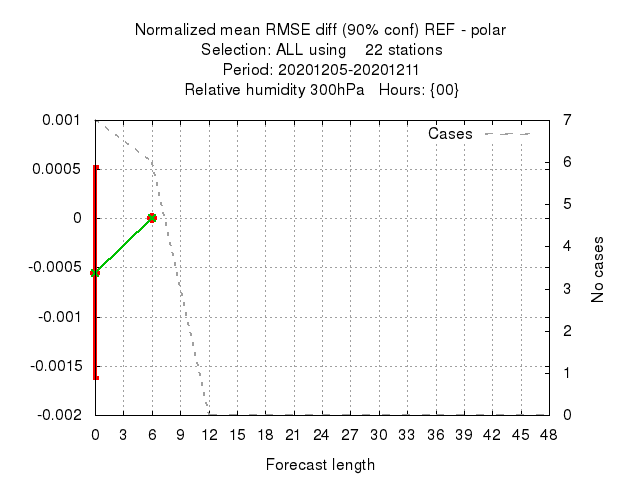 Normalized mean RMSE diff (90% conf) REF - polar
Selection: ALL using    22 stations
Period: 20201205-20201211
Relative humidity 300hPa   Hours: {00}
Cases
0.001
0.0005
0
-0.0005
-0.001
-0.0015
-0.002
7
6
5
4
3
2
1
0
No cases
0 3 6 9 12 15 18 21 24 27 30 33 36 39 42 45 48
Forecast length